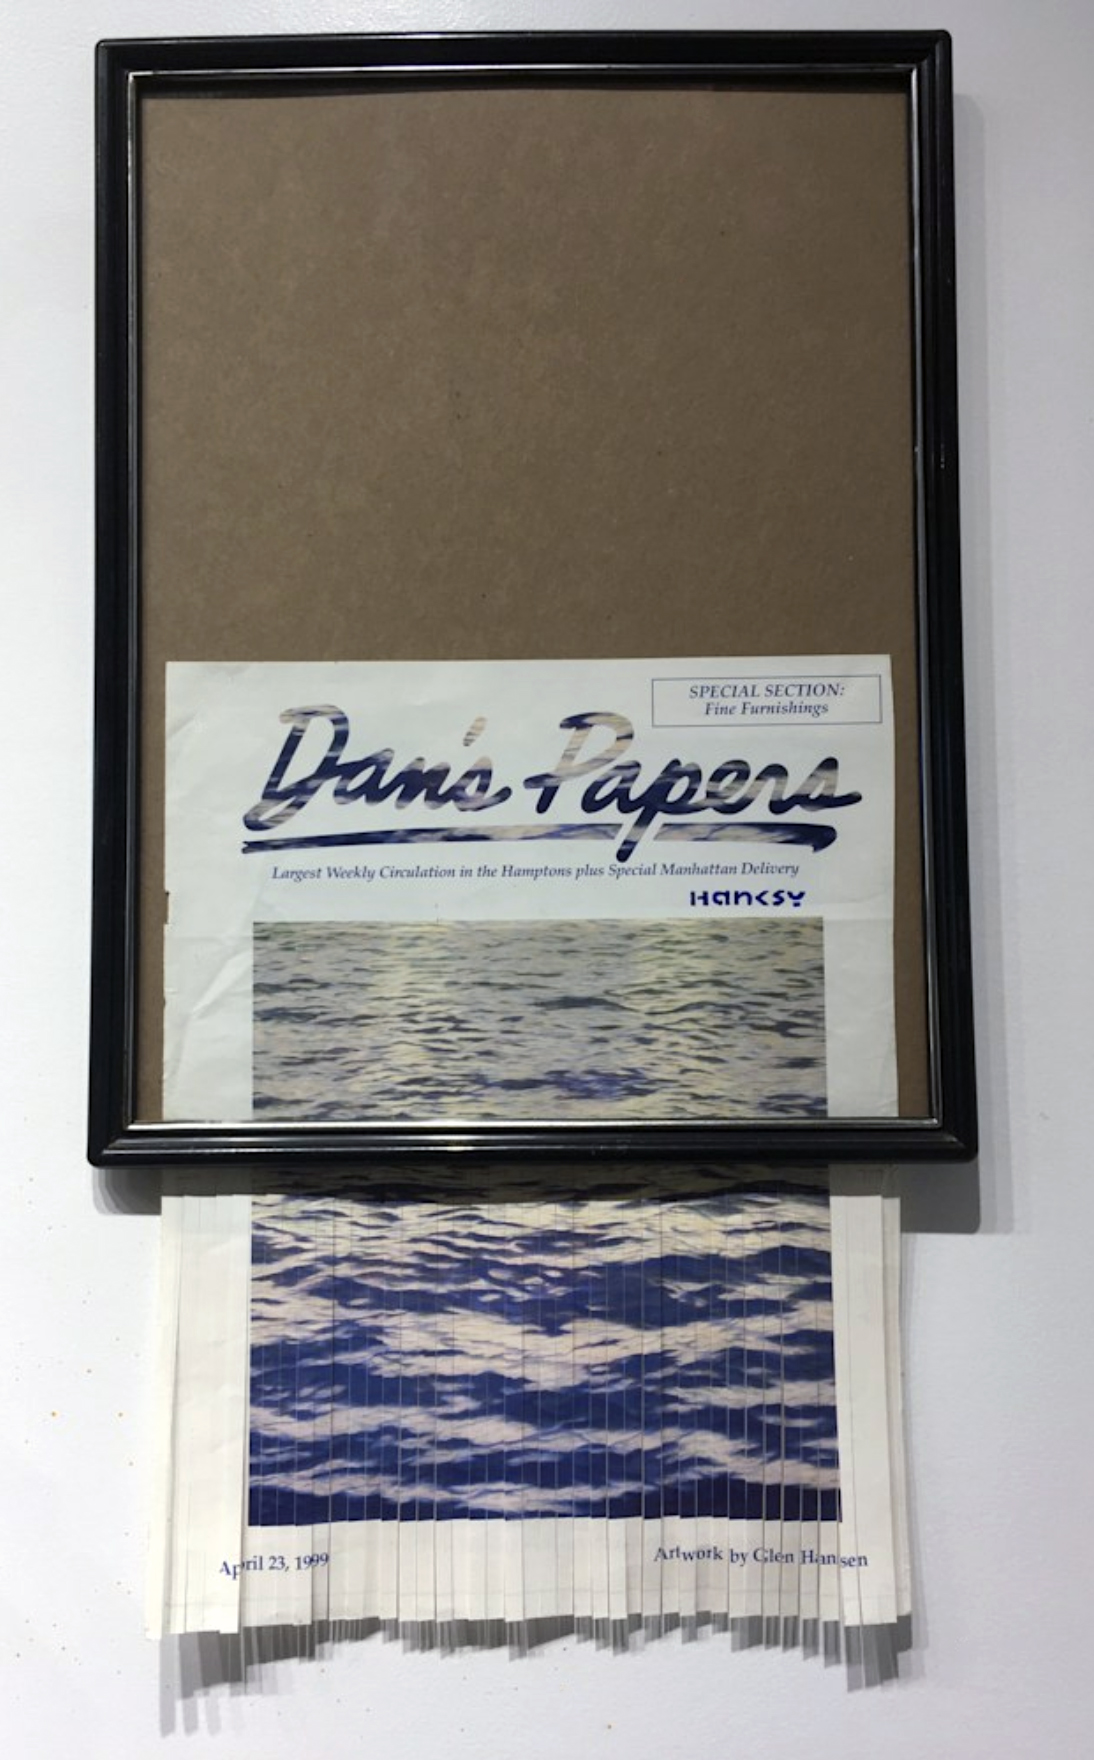 SPECIAL SECTION:
Fine Furnishings
Dan's Papers
Largest Weekly Circulation in the Hamptons plus Special Manhattan Delivery
Hanksy
April 23, 1999
Artwork by Glen Hansen